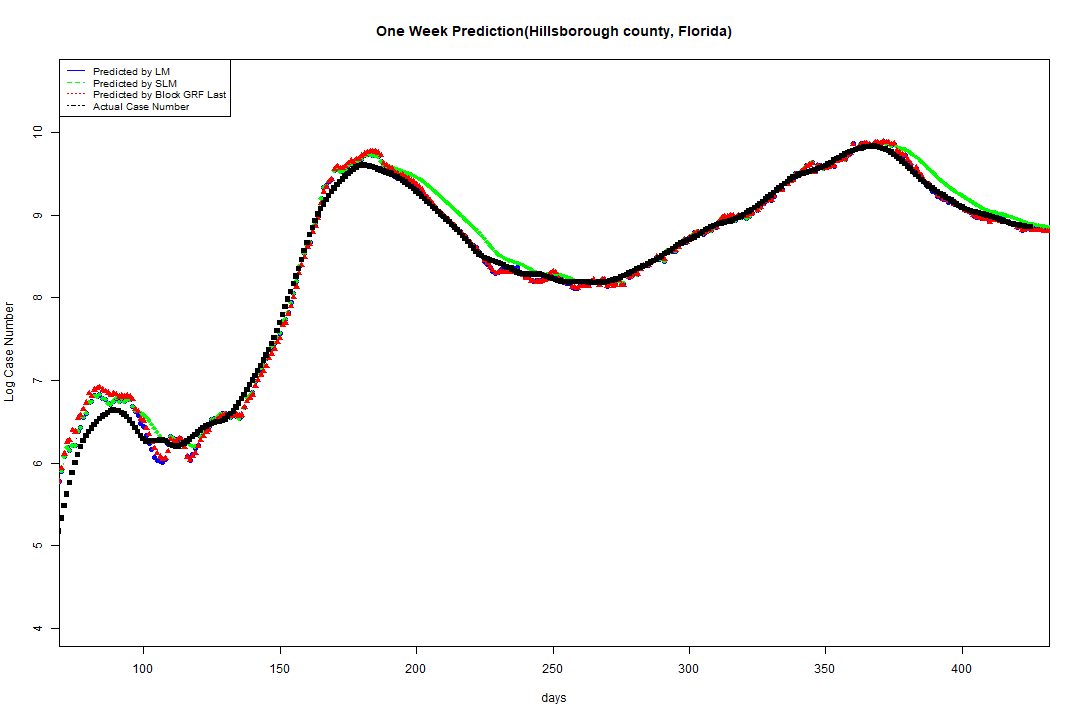 One Week Prediction(Hillsborough county, Florida)
Predicted by LM
Predicted by SLM
Predicted by Block GRF Last
Actual Case Number
10
9
8
7
6
5
4
Log Case Number
100 150 200 250 300 350 400
days